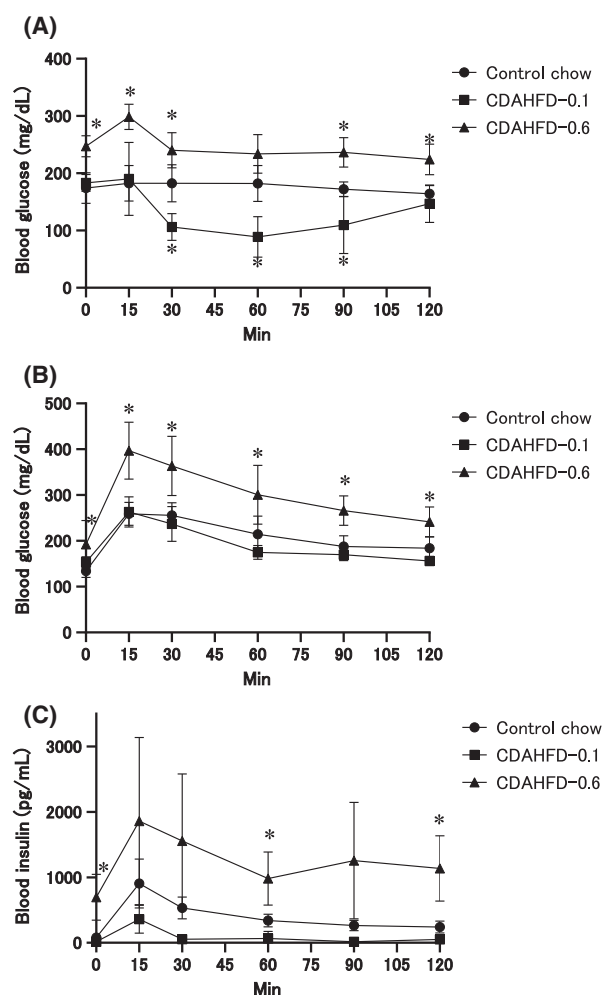 (A)
Blood glucose (mg/dL)
400
300
200
100
0
* * * * *
* * *
0 15 30 45 60 75 90 105 120
Min
Control chow
CDAHFD-0.1
CDAHFD-0.6
(B)
Blood glucose (mg/dL)
500
400
300
200
100
0
* * * * * *
0 15 30 45 60 75 90 105 120
Min
Control chow
CDAHFD-0.1
CDAHFD-0.6
(C)
Blood insulin (pg/mL)
3000
2000
1000
0
* * *
0 15 30 45 60 75 90 105 120
Min
Control chow
CDAHFD-0.1
CDAHFD-0.6